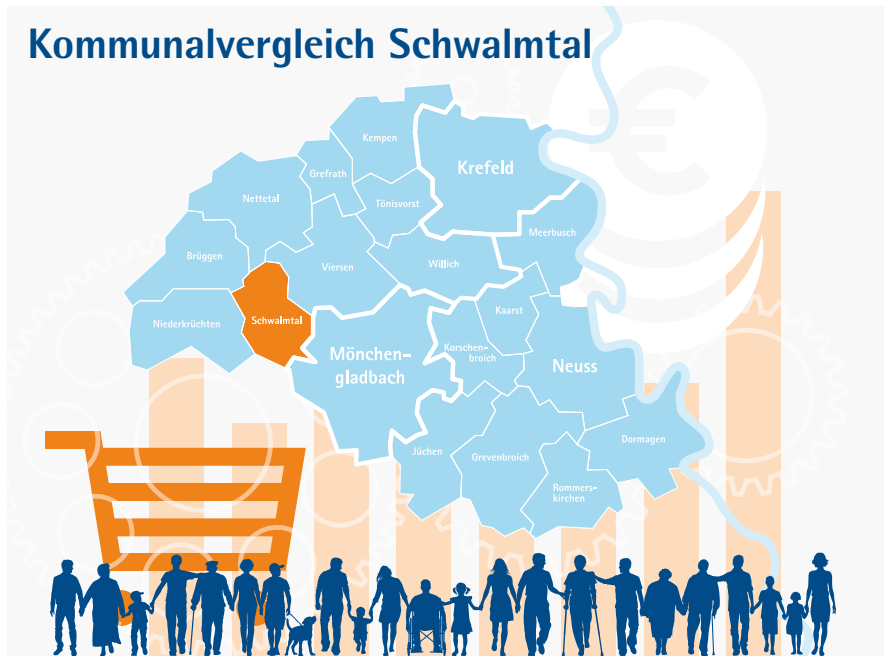 Kommunalvergleich Schwalmtal
€
Kempen
Krefeld
Grefrath
Nettetal
Tönisvorst
Meerbusch
Brüggen
Viersen
Willich
Niederkrüchten
Schwalmtal
Kaarst
Mönchen-
gladbach
Korschen-
broich
Neuss
Jüchen
Grevenbroich
Dormagen
Rommers-
kirchen